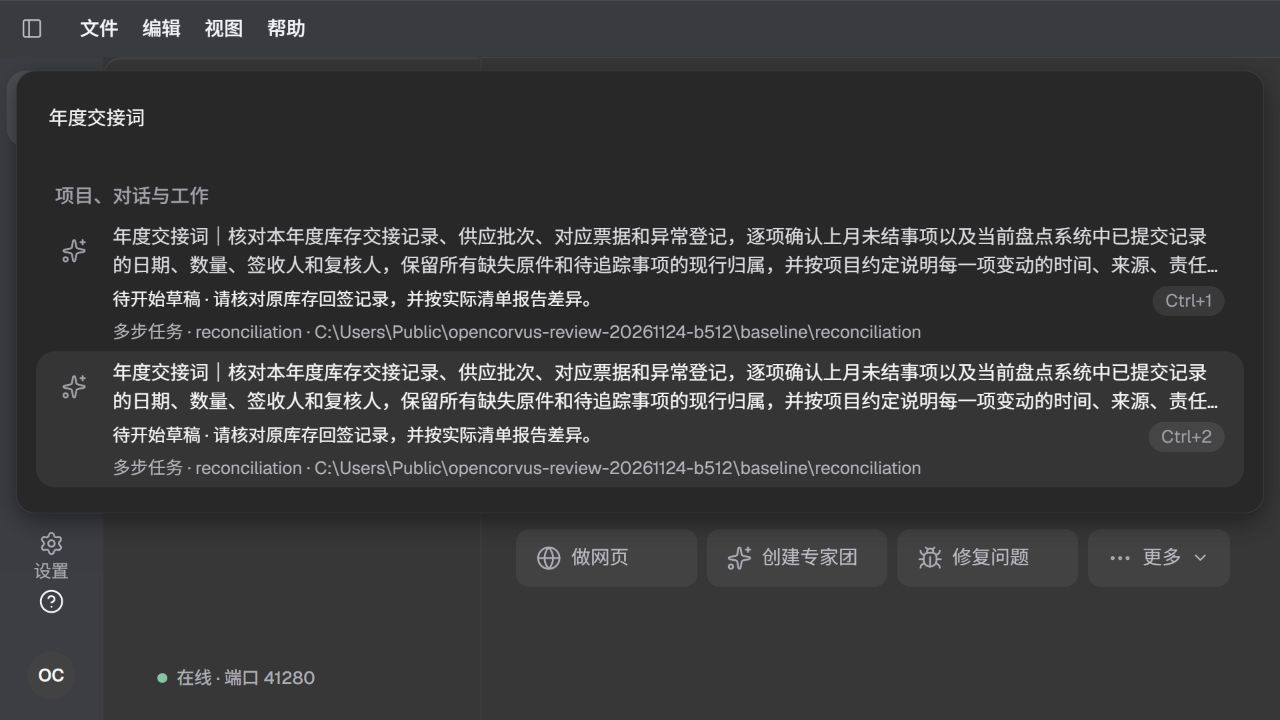 文件 编辑 视图 帮助
年度交接词
项目、对话与工作
年度交接词｜核对本年度库存交接记录、供应批次、对应票据和异常登记，逐项确认上月未结事项以及当前盘点系统中已提交记录
的日期、数量、签收人和复核人，保留所有缺失原件和待追踪事项的现行归属，并按项目约定说明每一项变动的时间、来源、责任...
待开始草稿 · 请核对原库存回签记录，并按实际清单报告差异。
Ctrl+1
多步任务 · reconciliation · C:\Users\Public\opencorvus-review-20261124-b512\baseline\reconciliation
年度交接词｜核对本年度库存交接记录、供应批次、对应票据和异常登记，逐项确认上月未结事项以及当前盘点系统中已提交记录
的日期、数量、签收人和复核人，保留所有缺失原件和待追踪事项的现行归属，并按项目约定说明每一项变动的时间、来源、责任...
待开始草稿 · 请核对原库存回签记录，并按实际清单报告差异。
Ctrl+2
多步任务 · reconciliation · C:\Users\Public\opencorvus-review-20261124-b512\baseline\reconciliation
做网页 创建专家团 修复问题 更多
设置
OC
在线 · 端口 41280